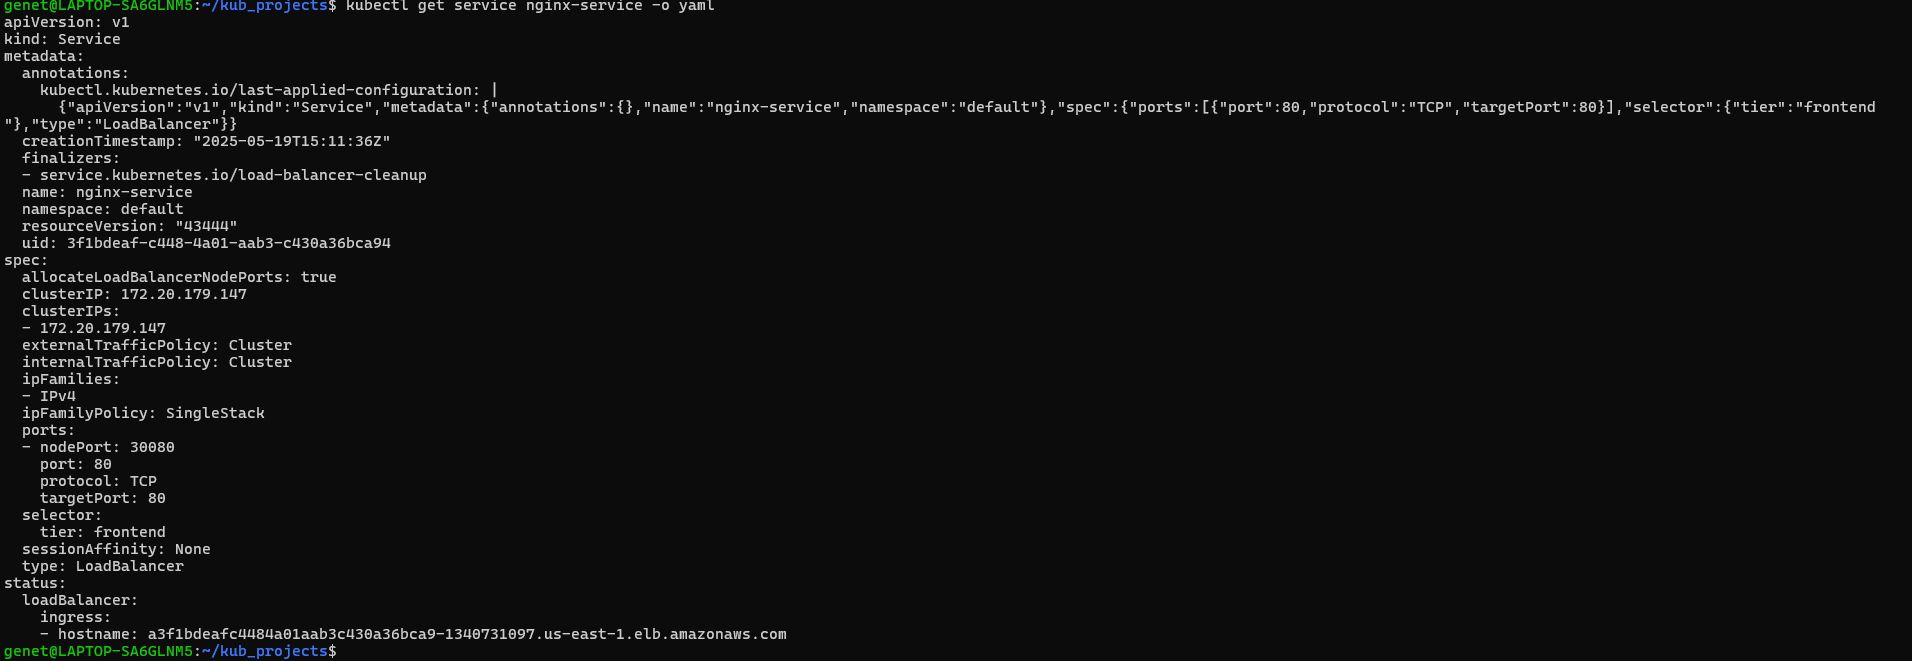 genet@LAPTOP-SA6GLNM5:~/kub_projects$ kubectl get service nginx-service -o yaml
apiVersion: v1
kind: Service
metadata:
  annotations:
    kubectl.kubernetes.io/last-applied-configuration: |
      {"apiVersion":"v1","kind":"Service","metadata":{"annotations":{},"name":"nginx-service","namespace":"default"},"spec":{"ports":[{"port":80,"protocol":"TCP","targetPort":80}],"selector":{"tier":"frontend
"},"type":"LoadBalancer"}}
  creationTimestamp: "2025-05-19T15:11:36Z"
  finalizers:
  - service.kubernetes.io/load-balancer-cleanup
  name: nginx-service
  namespace: default
  resourceVersion: "43444"
  uid: 3f1bdeaf-c448-4a01-aab3-c430a36bca94
spec:
  allocateLoadBalancerNodePorts: true
  clusterIP: 172.20.179.147
  clusterIPs:
  - 172.20.179.147
  externalTrafficPolicy: Cluster
  internalTrafficPolicy: Cluster
  ipFamilies:
  - IPv4
  ipFamilyPolicy: SingleStack
  ports:
  - nodePort: 30080
    port: 80
    protocol: TCP
    targetPort: 80
  selector:
    tier: frontend
  sessionAffinity: None
  type: LoadBalancer
status:
  loadBalancer:
    ingress:
    - hostname: a3f1bdeafc4484a01aab3c430a36bca9-1340731097.us-east-1.elb.amazonaws.com
genet@LAPTOP-SA6GLNM5:~/kub_projects$